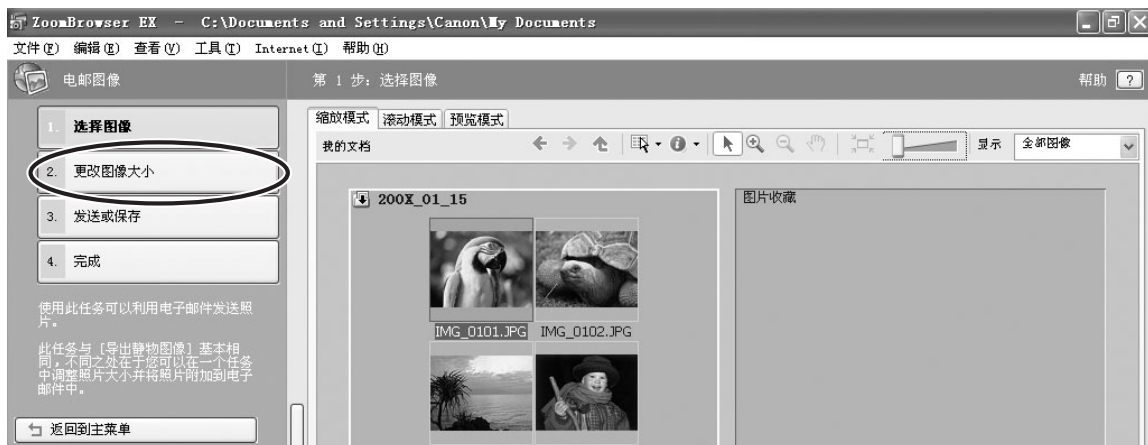 ZoomBrowser EX - C:\Documents and Settings\Canon\My Documents
文件(F) 编辑(E) 查看(V) 工具(T) Internet(I) 帮助(H)
电邮图像
第 1 步: 选择图像
帮助 ?
1. 选择图像
2. 更改图像大小
3. 发送或保存
4. 完成
使用此任务可以利用电子邮件发送照
片。
此任务与 [导出静物图像] 基本相
同，不同之处在于您可以在一个任务
中调整照片大小并将照片附加到电子
邮件中。
返回到主菜单
缩放模式 滚动模式 预览模式
我的文档
显示 全部图像
200X_01_15
图片收藏
IMG_0101.JPG IMG_0102.JPG